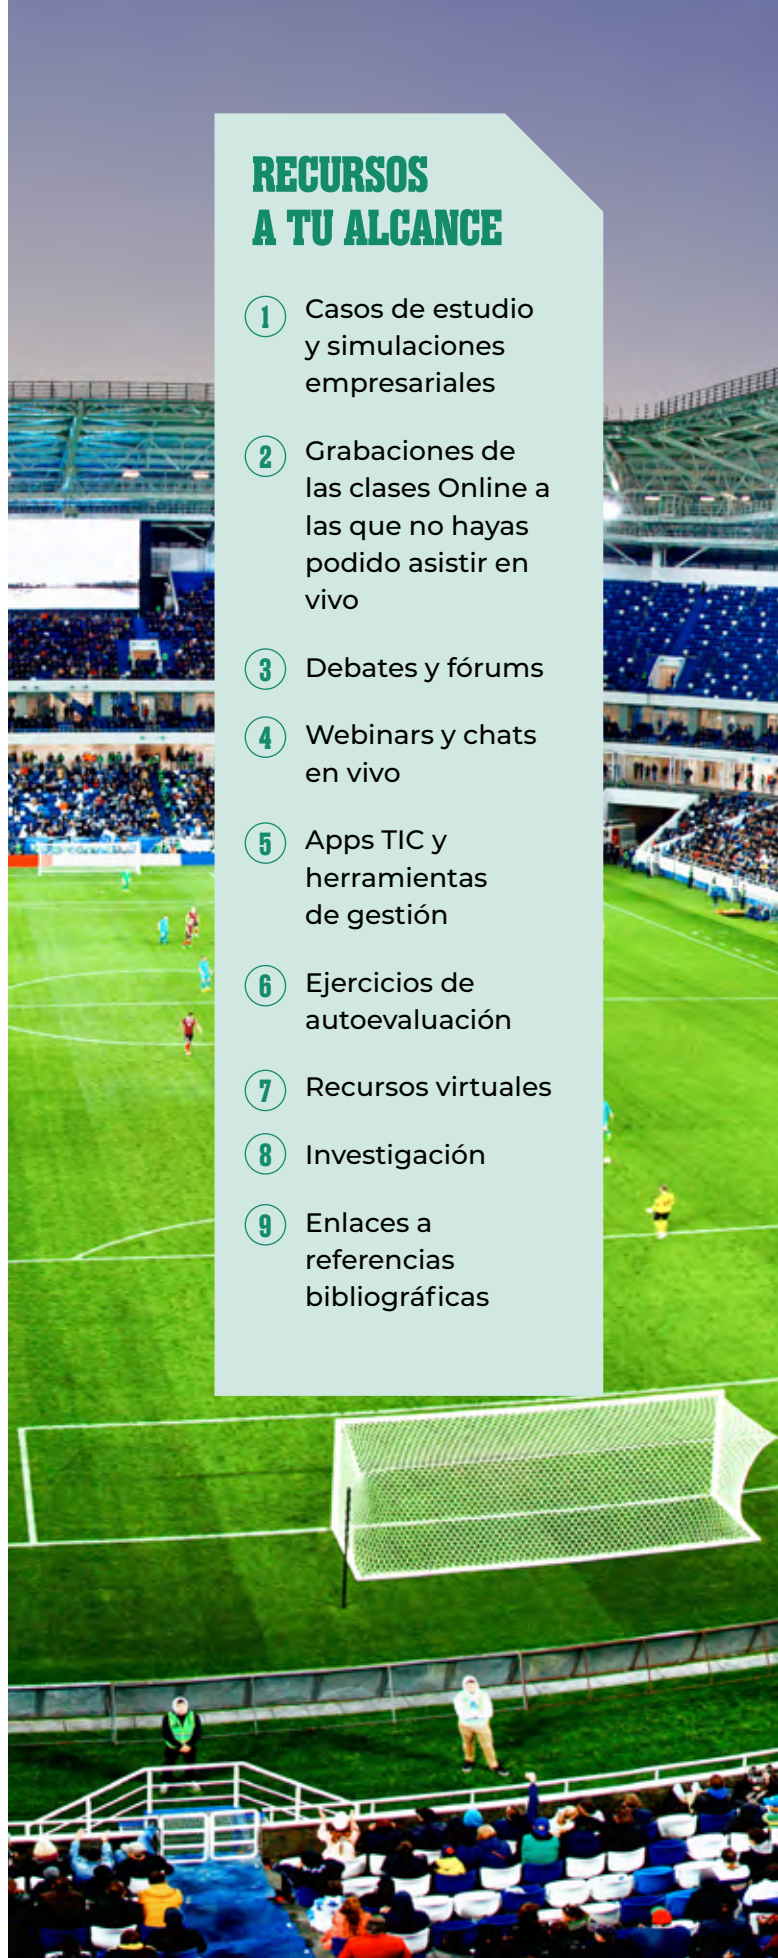 RECURSOS
A TU ALCANCE
1 Casos de estudio
y simulaciones
empresariales
2 Grabaciones de
las clases Online a
las que no hayas
podido asistir en
vivo
3 Debates y fórums
4 Webinars y chats
en vivo
5 Apps TIC y
herramientas
de gestión
6 Ejercicios de
autoevaluación
7 Recursos virtuales
8 Investigación
9 Enlaces a
referencias
bibliográficas